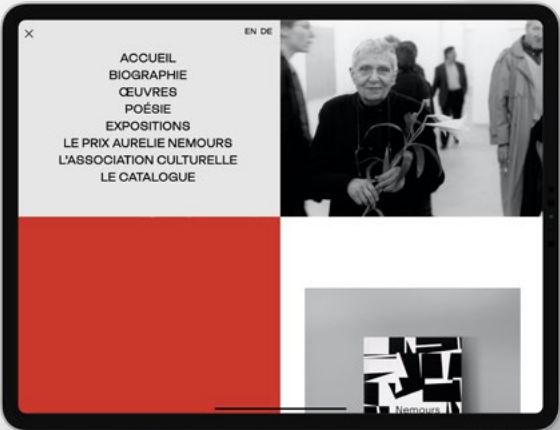 EN DE
ACCUEIL
BIOGRAPHIE
ŒUVRES
POÉSIE
EXPOSITIONS
LE PRIX AURELIE NEMOURS
L'ASSOCIATION CULTURELLE
LE CATALOGUE
Nemours